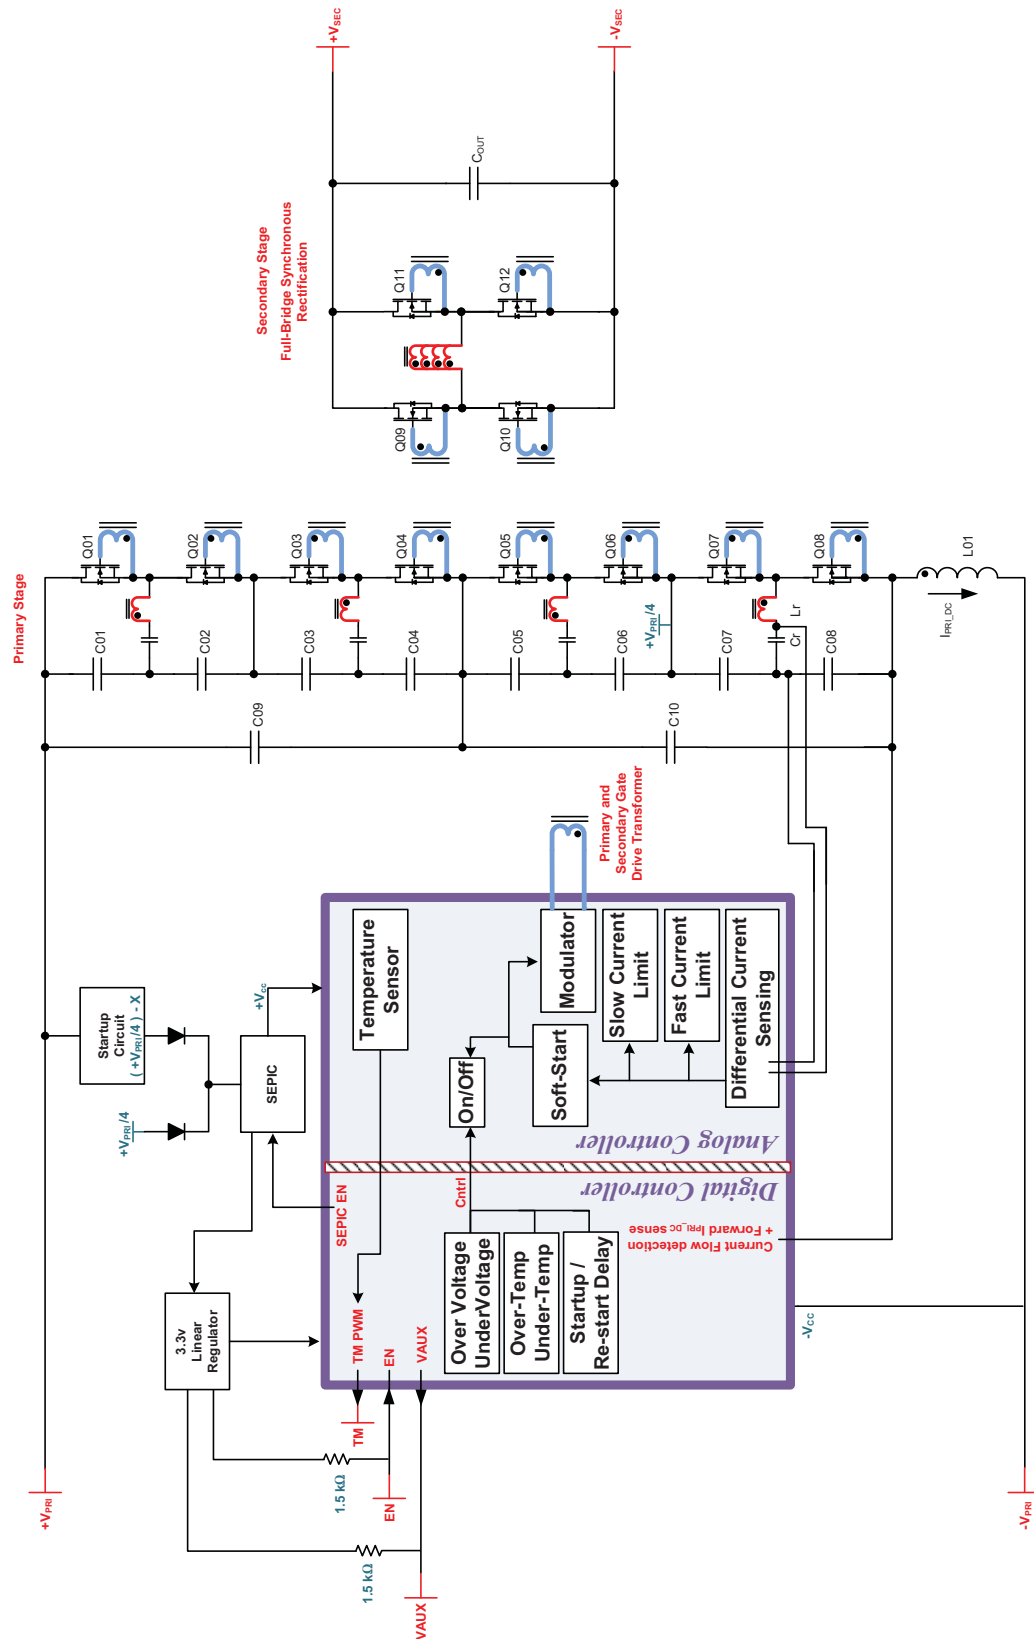 +VPRI
-VPRI
VAUX
EN
TM
1.5 kΩ
1.5 kΩ
3.3v
Linear
Regulator
+VPRI/4
Startup
Circuit
( +VPRI/4 ) - X
SEPIC
+Vcc
SEPIC EN
TM PWM
EN
VAUX
Cntrl
Over Voltage
UnderVoltage
Over-Temp
Under-Temp
Startup /
Re-start Delay
Digital Controller
Current Flow detection
+ Forward IPRI_DC sense
-VCC
Analog Controller
Temperature
Sensor
On/Off
Soft-Start
Modulator
Slow Current
Limit
Fast Current
Limit
Differential Current
Sensing
Primary and
Secondary Gate
Drive Transformer
Primary Stage
C09
C10
C01
C02
C03
C04
C05
C06
C07
C08
+VPRI/4
Cr
Lr
Q01
Q02
Q03
Q04
Q05
Q06
Q07
Q08
IPRI_DC
L01
Secondary Stage
Full-Bridge Synchronous
Rectification
Q09
Q10
Q11
Q12
COUT
+VSEC
-VSEC